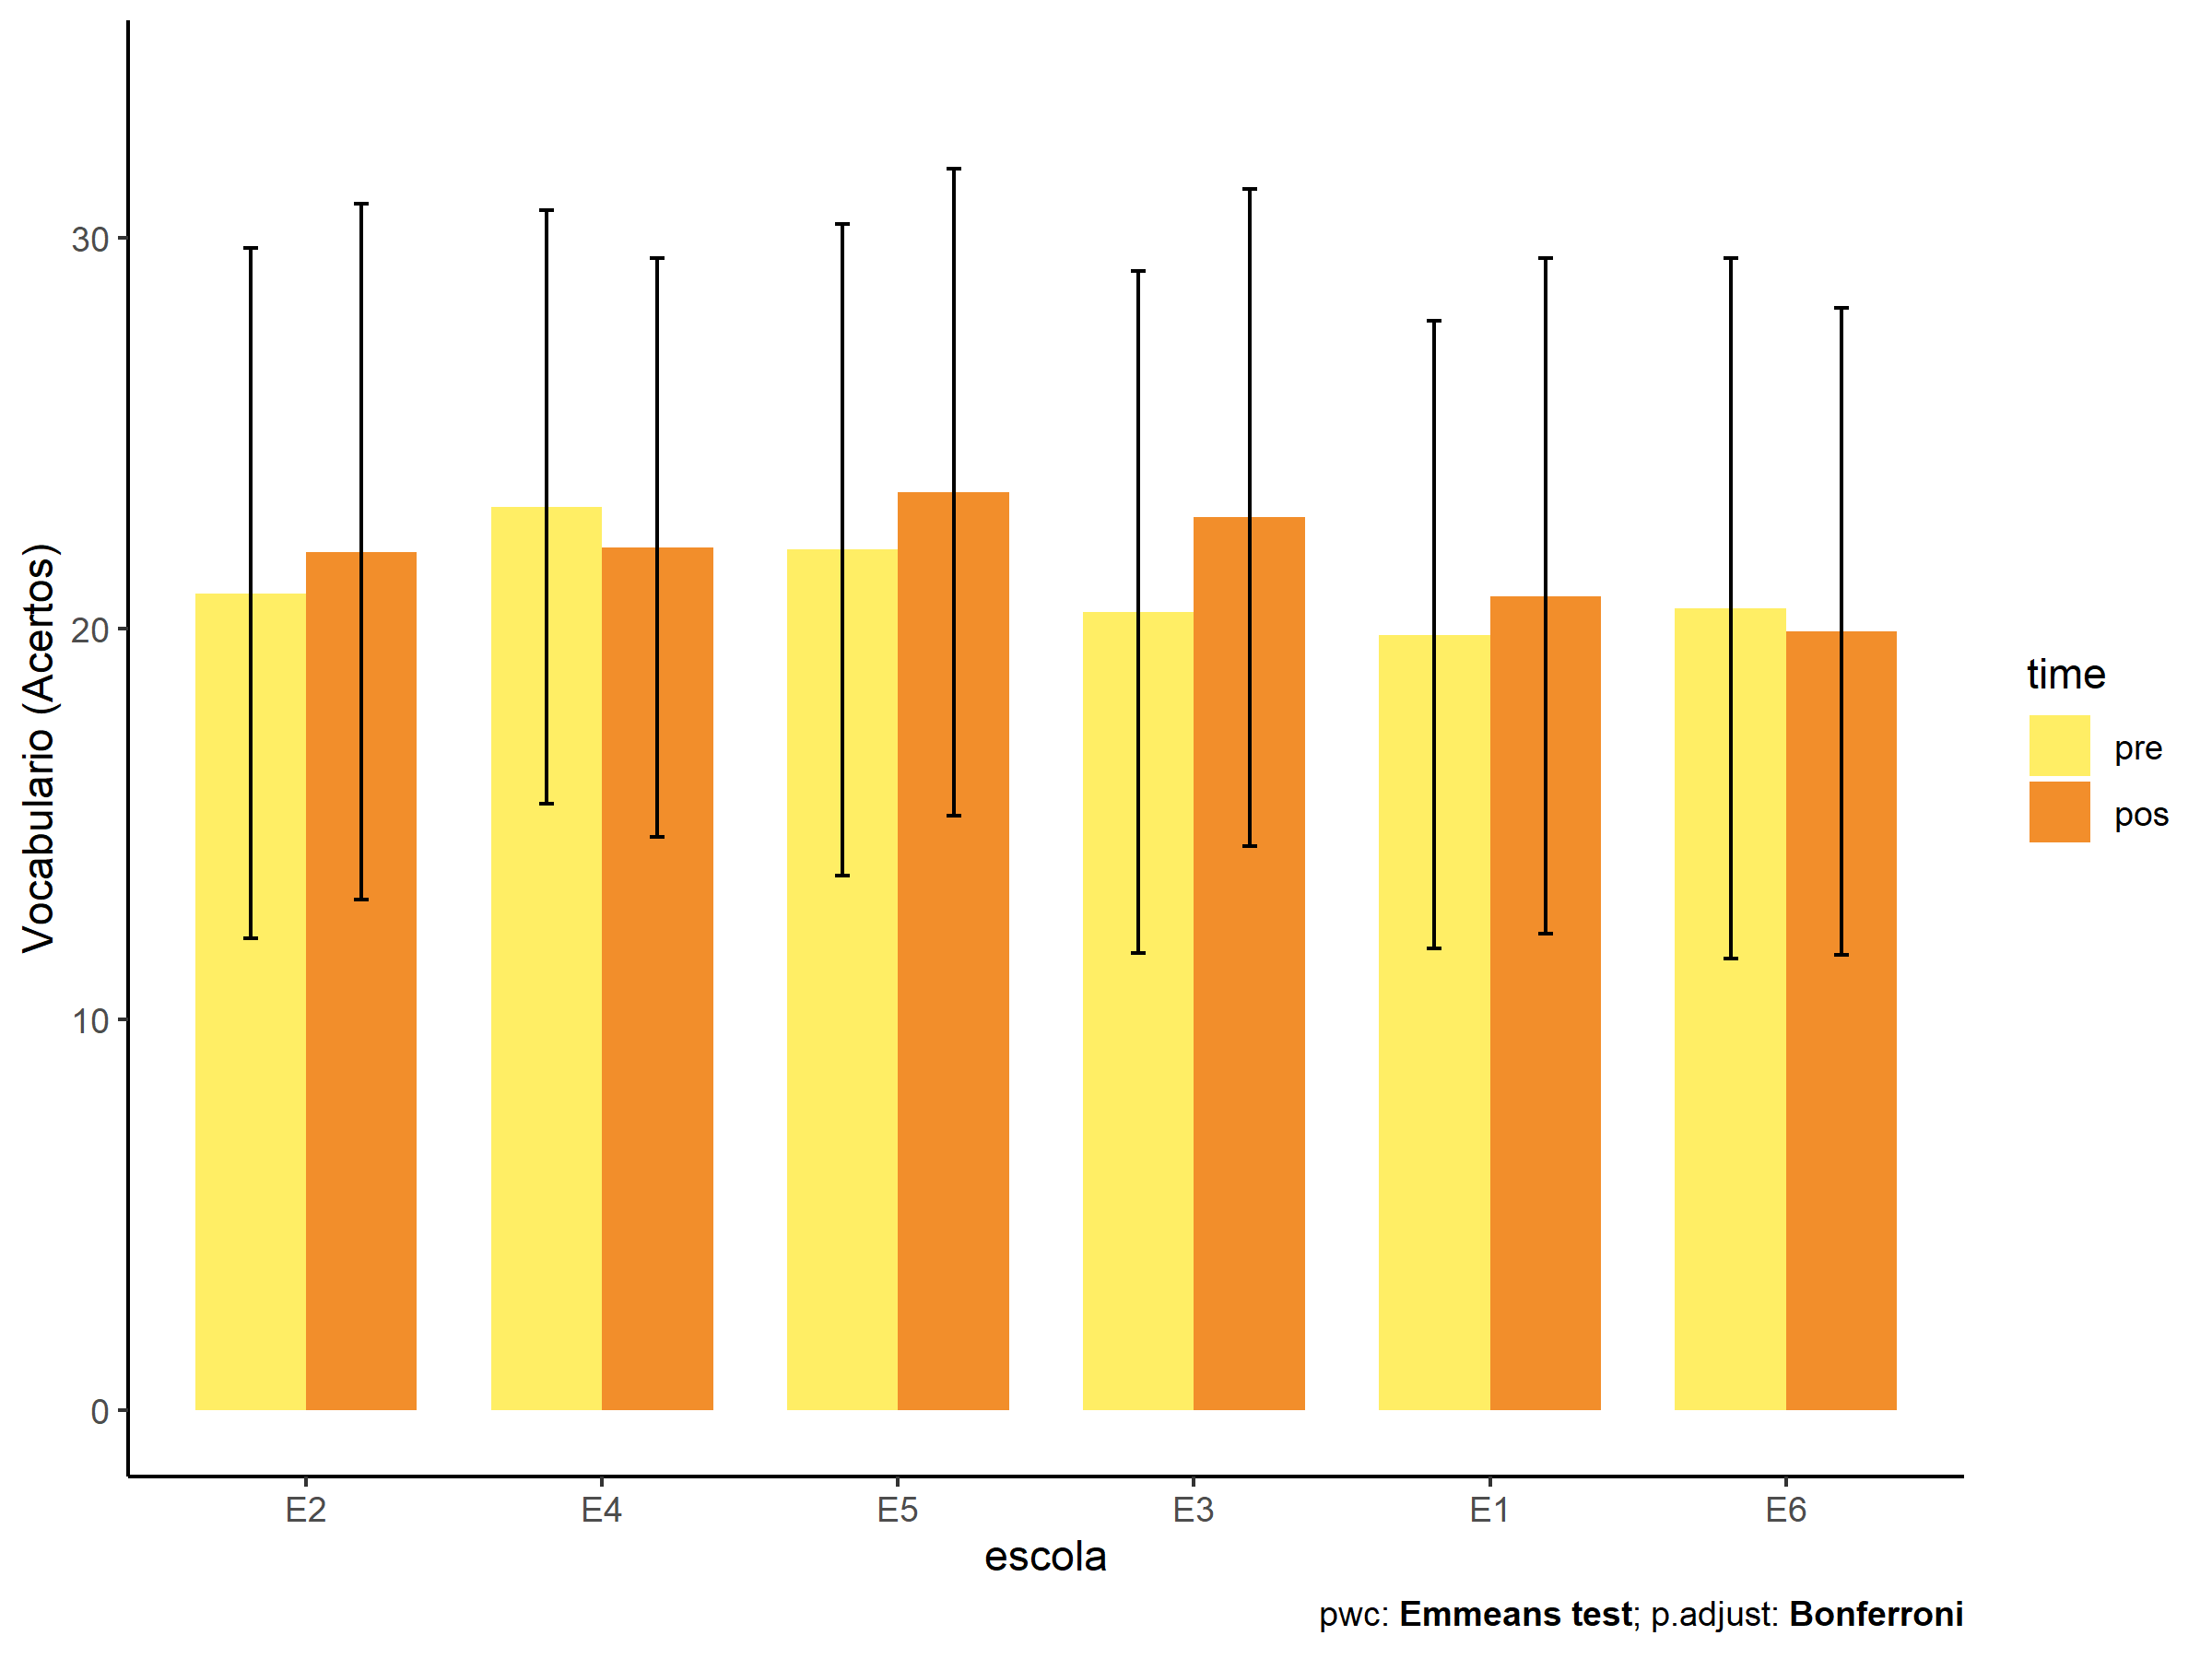 Vocabulario (Acertos)
30
20
10
0
E2 E4 E5 E3 E1 E6
escola
time
pre
pos
pwc: Emmeans test; p.adjust: Bonferroni